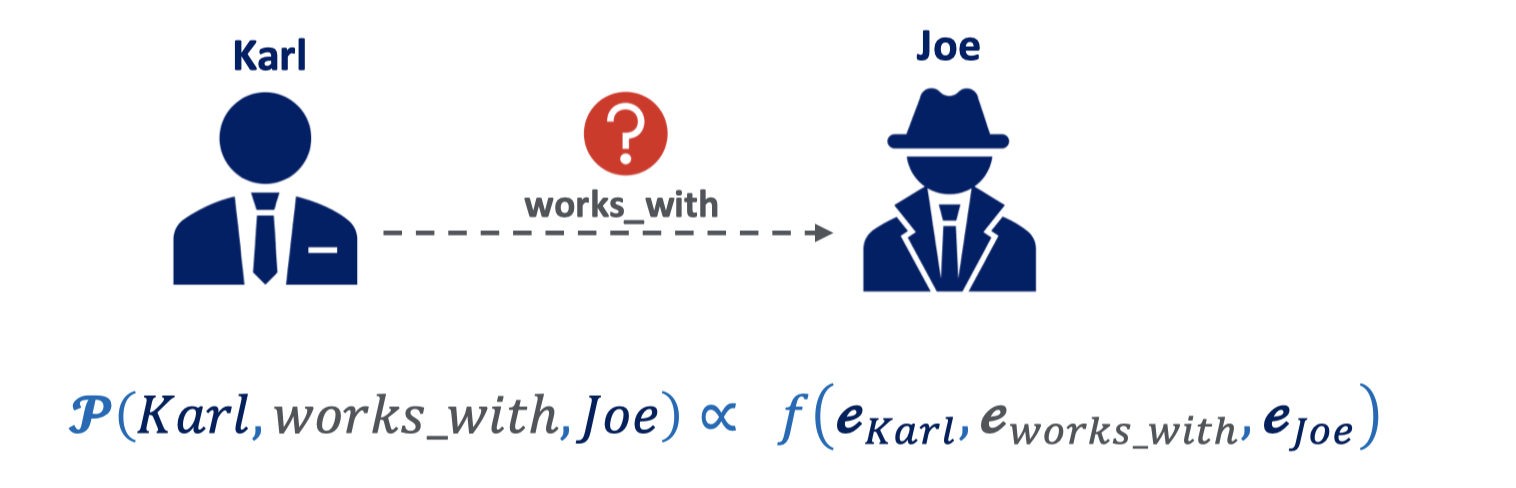 Karl
Joe
?
works_with
𝓟(Karl, works_with, Joe) ∝ f(e_Karl, e_works_with, e_Joe)